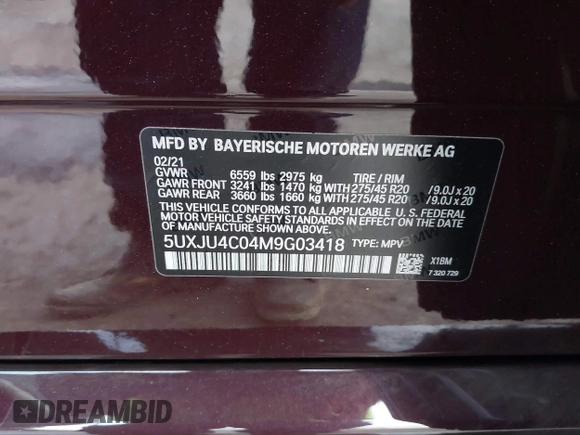 MFD BY BAYERISCHE MOTOREN WERKE AG
02/21
GVWR 6559 lbs 2975 kg TIRE / RIM
GAWR FRONT 3241 lbs 1470 kg WITH 275/45 R20 /9.0J x 20
GAWR REAR 3660 lbs 1660 kg WITH 275/45 R20 /9.0J x 20
THIS VEHICLE CONFORMS TO ALL APPLICABLE U. S. FEDERAL
MOTOR VEHICLE SAFETY STANDARDS IN EFFECT ON THE
DATE OF MANUFACTURE SHOWN ABOVE.
5UXJU4C04M9G03418 TYPE: MPV
X1BM
7 320 729
DREAMBID